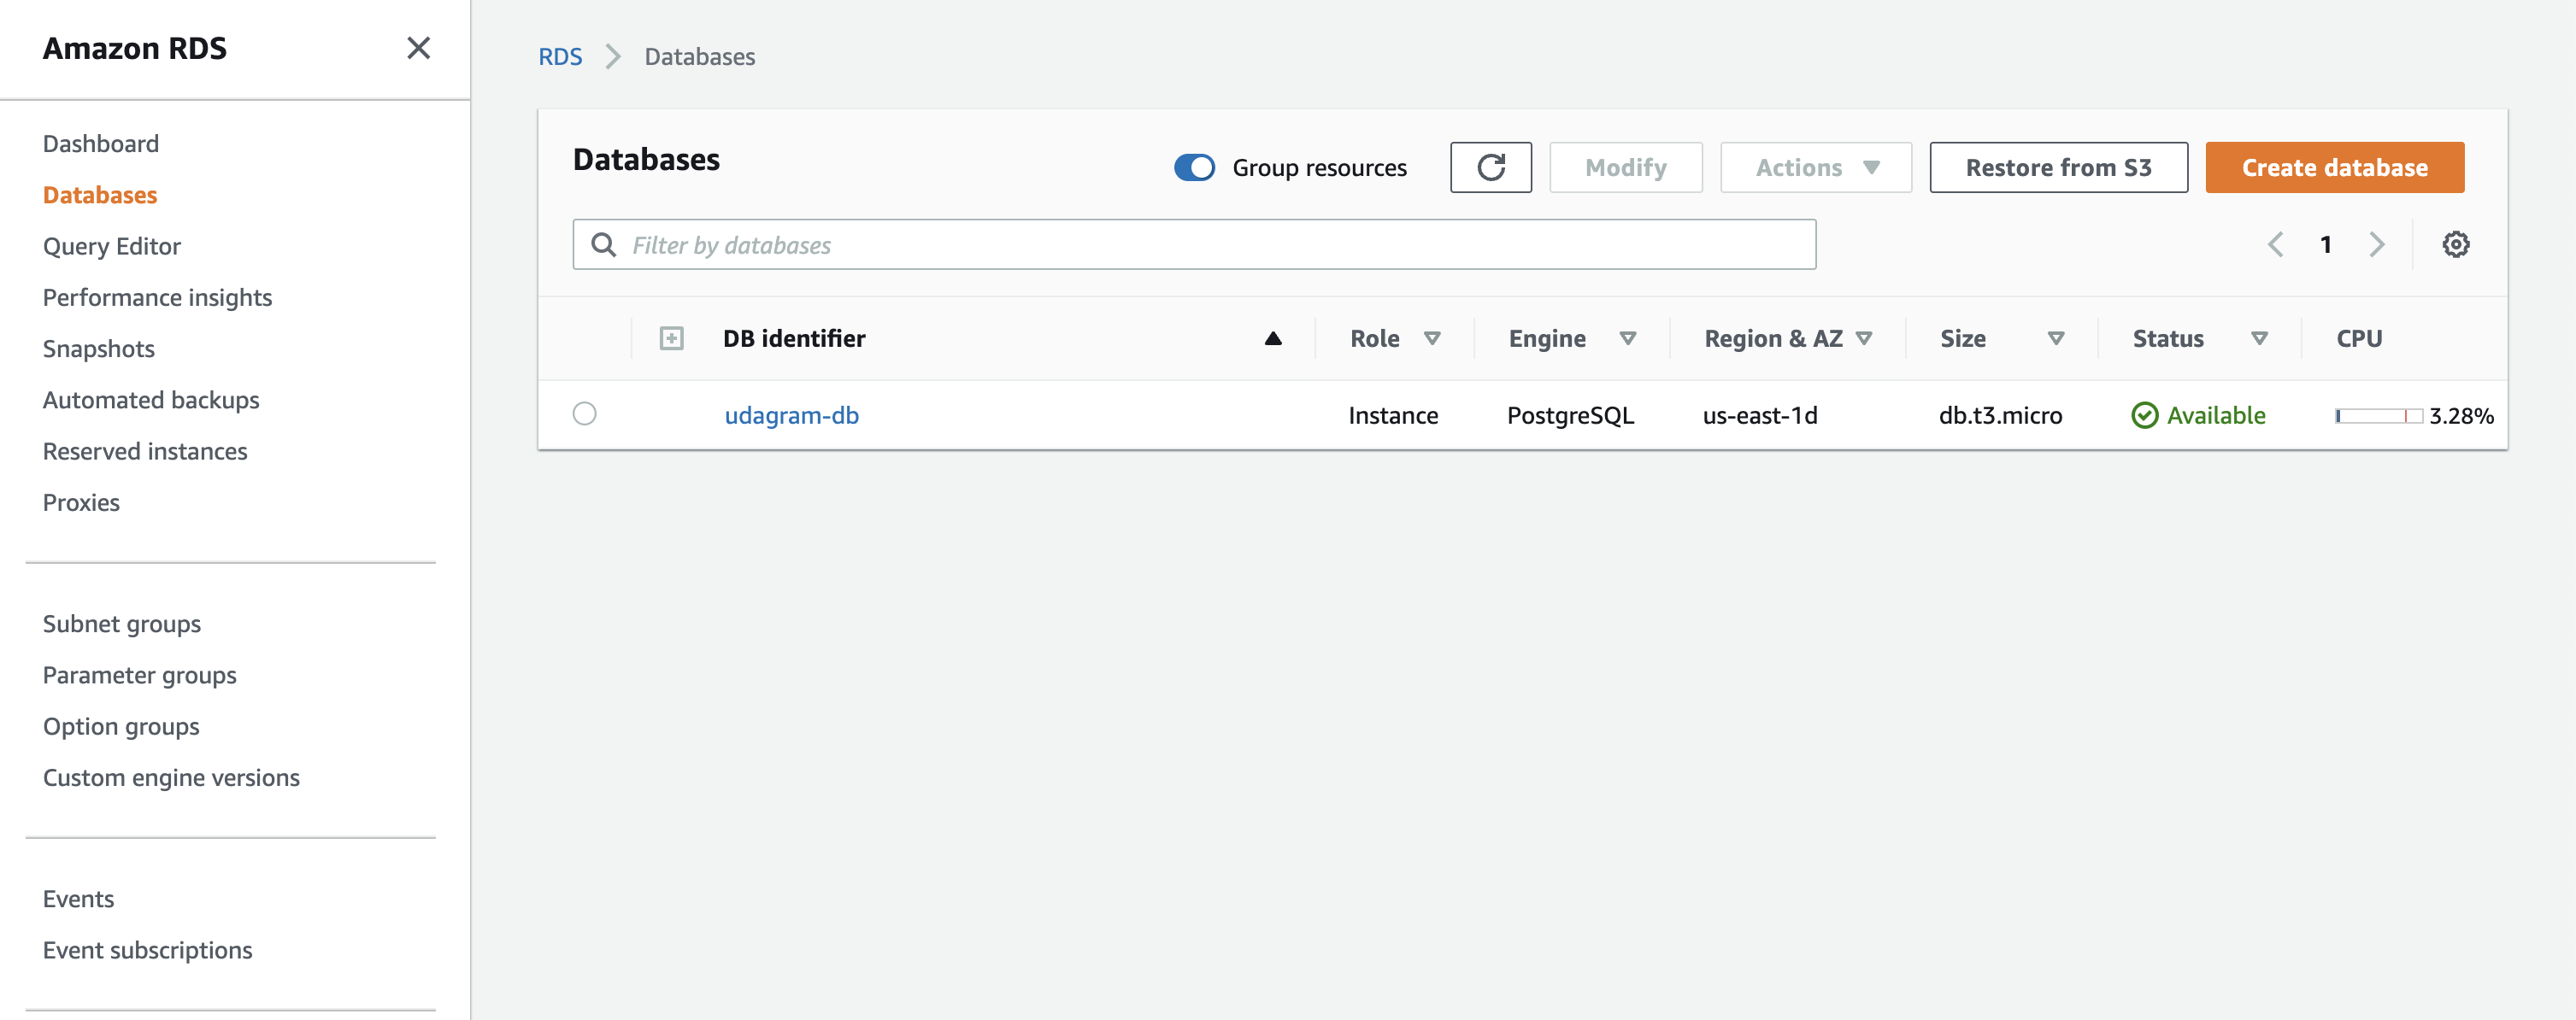 Amazon RDS
Dashboard
Databases
Query Editor
Performance insights
Snapshots
Automated backups
Reserved instances
Proxies
Subnet groups
Parameter groups
Option groups
Custom engine versions
Events
Event subscriptions
RDS Databases
Databases Group resources Modify Actions Restore from S3 Create database
Filter by databases 1
DB identifier Role Engine Region & AZ Size Status CPU
udagram-db Instance PostgreSQL us-east-1d db.t3.micro Available 3.28%